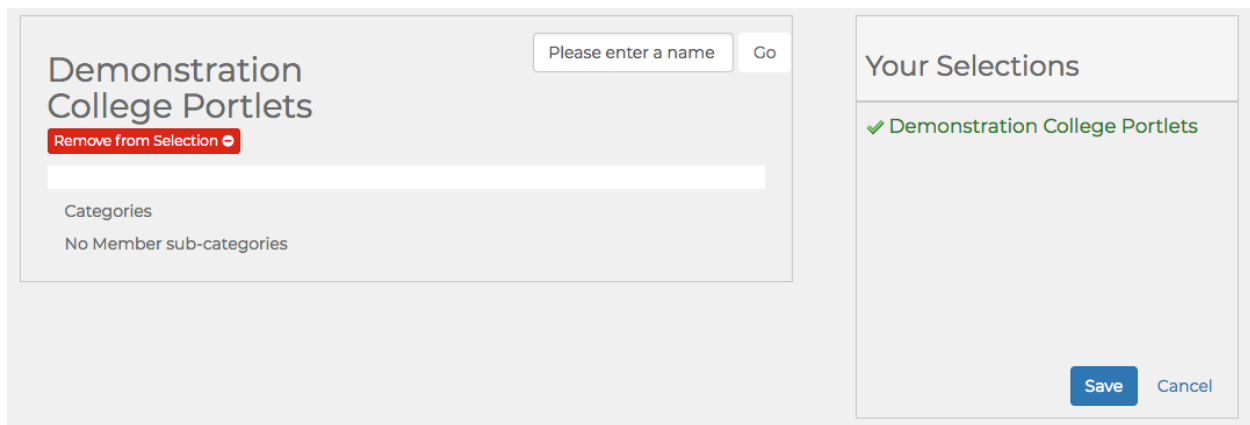 Demonstration
College Portlets
Please enter a name
Go
Remove from Selection
Categories
No Member sub-categories
Your Selections
Demonstration College Portlets
Save
Cancel